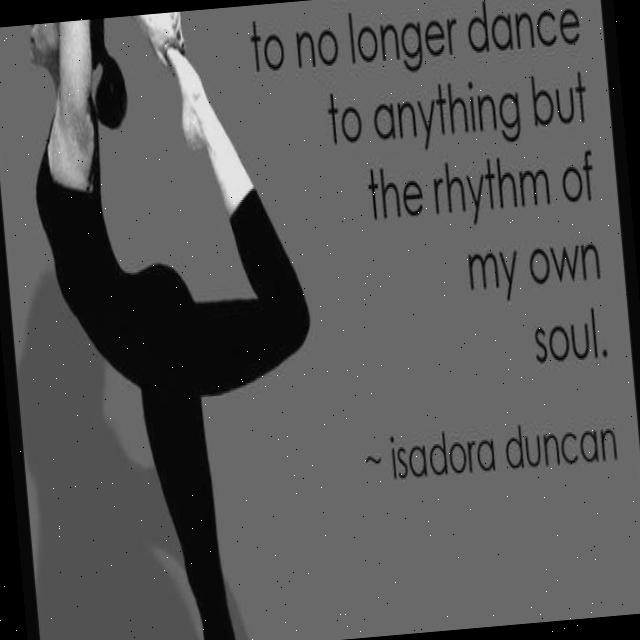 to no longer dance
to anything but
the rhythm of
my own
soul.
~ isadora duncan